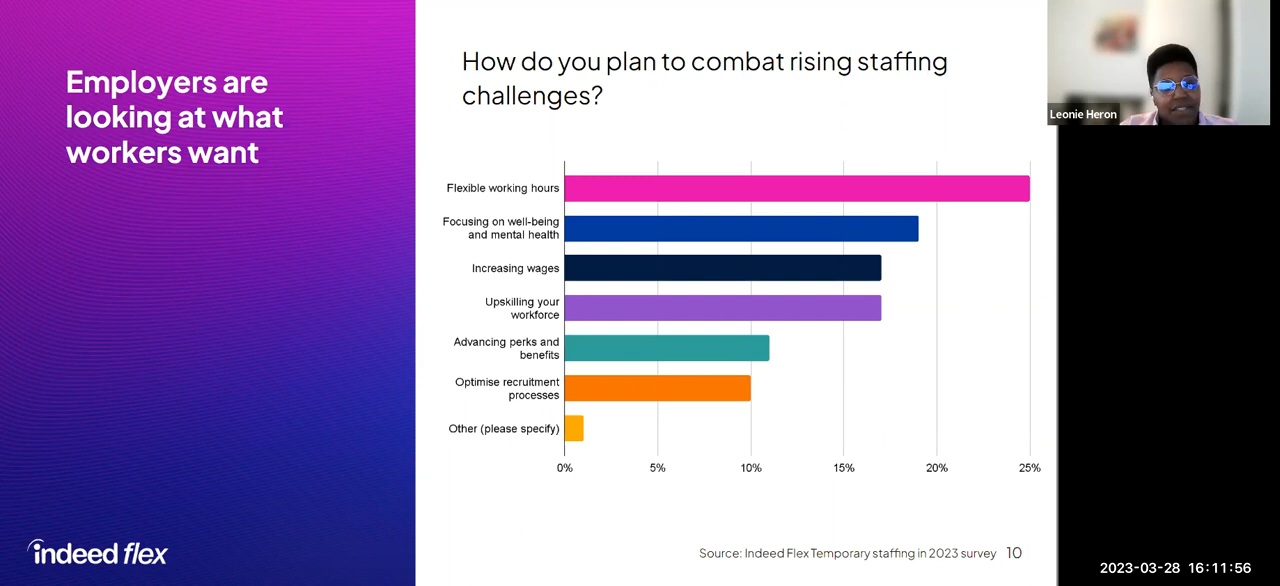 Employers are
looking at what
workers want
indeed flex
How do you plan to combat rising staffing
challenges?
Flexible working hours
Focusing on well-being
and mental health
Increasing wages
Upskilling your
workforce
Advancing perks and
benefits
Optimise recruitment
processes
Other (please specify)
0% 5% 10% 15% 20% 25%
Source: Indeed Flex Temporary staffing in 2023 survey 10
Leonie Heron
2023-03-28 16:11:56